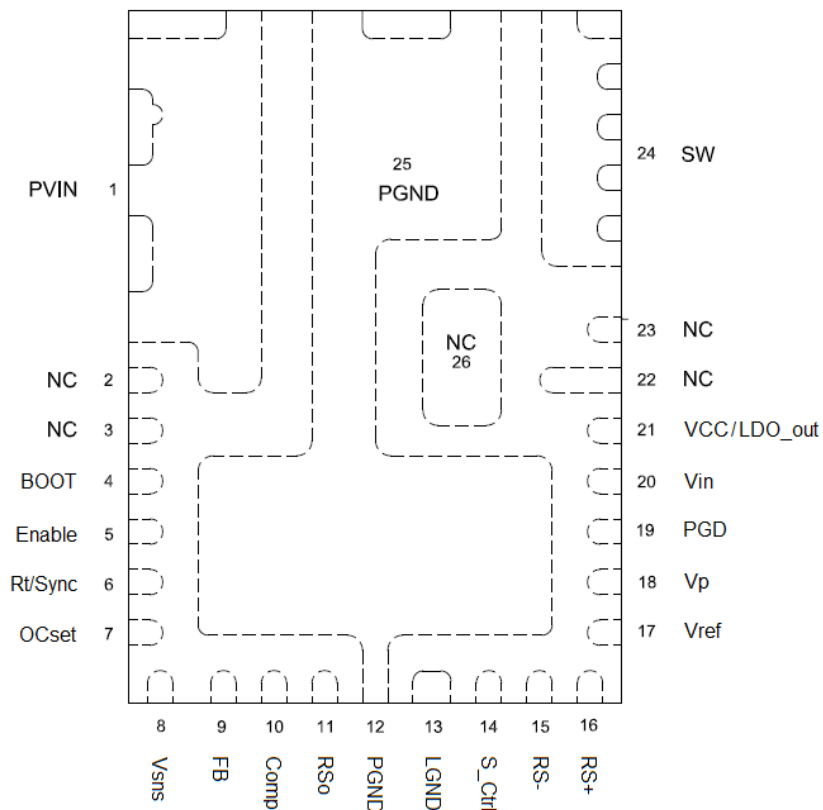 25
PGND
24 SW
PVIN 1
NC
26
23 NC
NC 2
22 NC
NC 3
21 VCC/LDO_out
BOOT 4
20 Vin
Enable 5
19 PGD
Rt/Sync 6
18 Vp
OCset 7
17 Vref
8 9 10 11 12 13 14 15 16
Vsns
FB
Comp
RSo
PGND
LGND
S_Ctrl
RS-
RS+